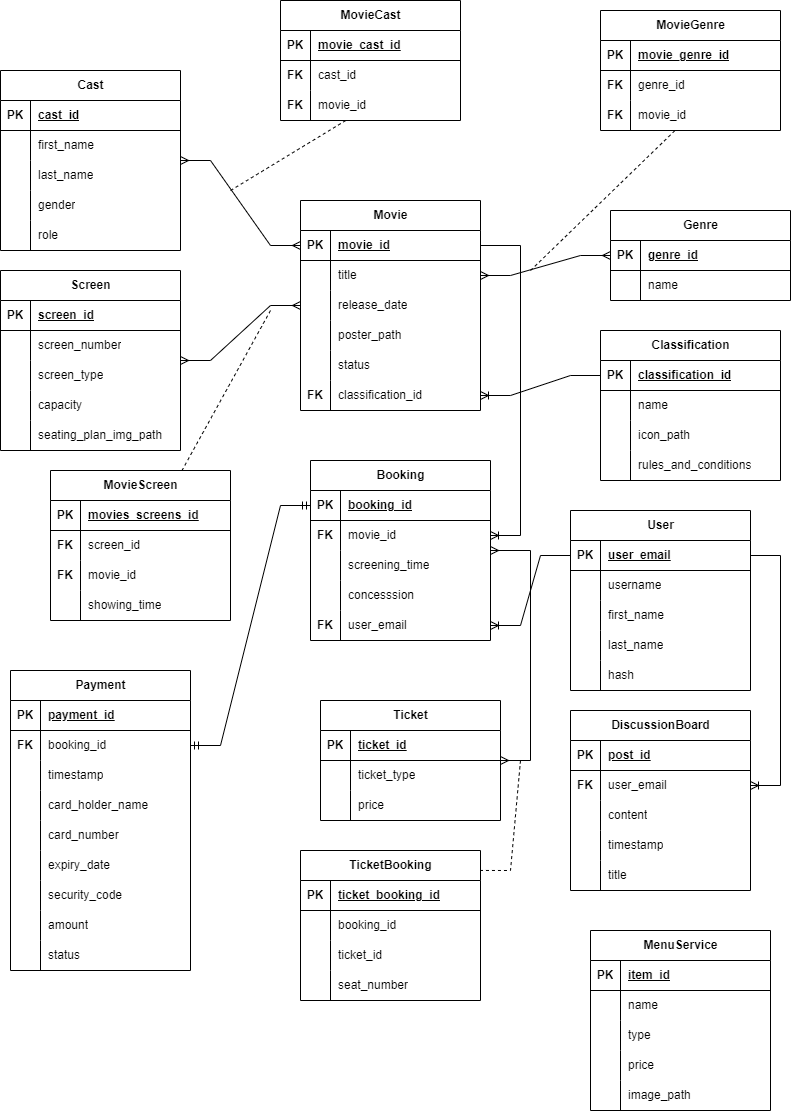 MovieCast
PK movie_cast_id
FK cast_id
FK movie_id
MovieGenre
PK movie_genre_id
FK genre_id
FK movie_id
Cast
PK cast_id
first_name
last_name
gender
role
Movie
PK movie_id
title
release_date
poster_path
status
FK classification_id
Genre
PK genre_id
name
Screen
PK screen_id
screen_number
screen_type
capacity
seating_plan_img_path
Classification
PK classification_id
name
icon_path
rules_and_conditions
MovieScreen
PK movies_screens_id
FK screen_id
FK movie_id
showing_time
Booking
PK booking_id
FK movie_id
screening_time
concesssion
FK user_email
User
PK user_email
username
first_name
last_name
hash
Payment
PK payment_id
FK booking_id
timestamp
card_holder_name
card_number
expiry_date
security_code
amount
status
Ticket
PK ticket_id
ticket_type
price
DiscussionBoard
PK post_id
FK user_email
content
timestamp
title
TicketBooking
PK ticket_booking_id
booking_id
ticket_id
seat_number
MenuService
PK item_id
name
type
price
image_path